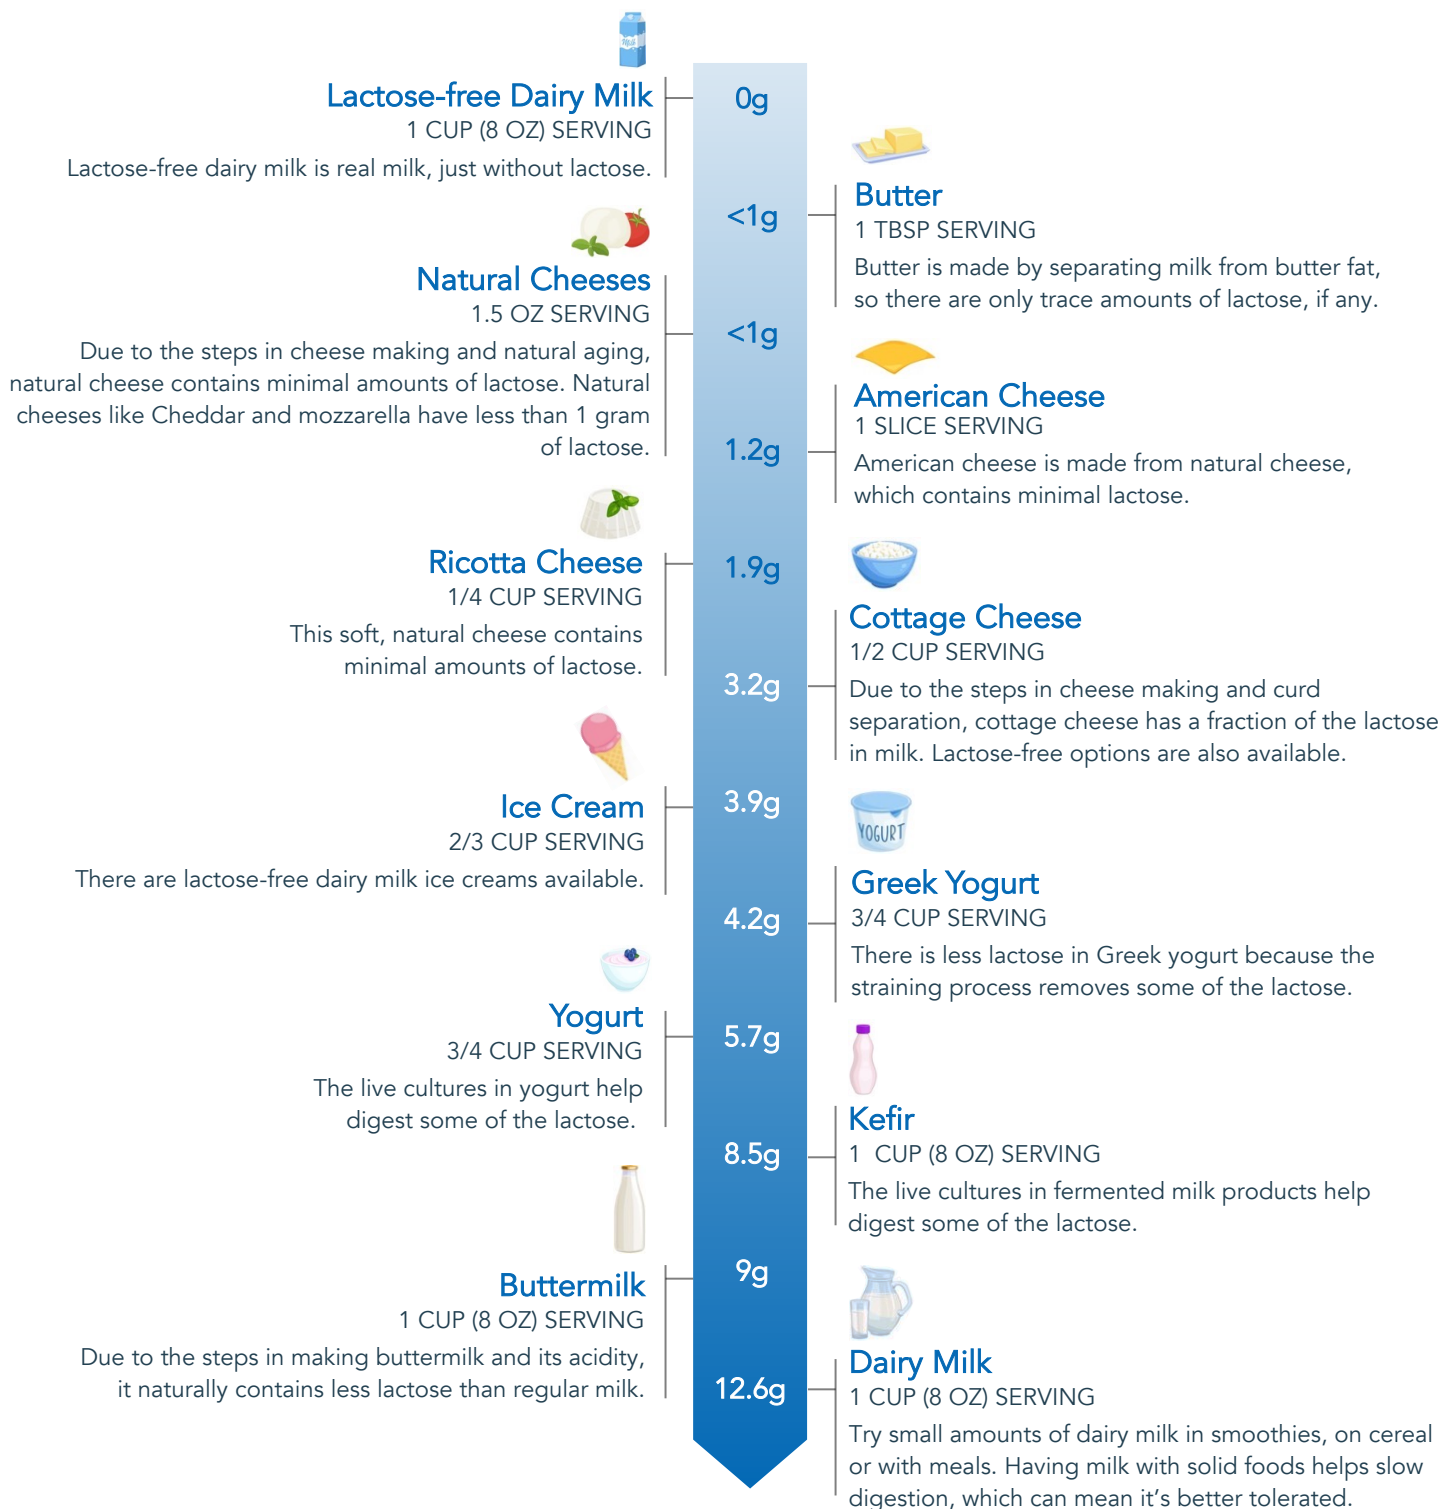 Milk
Lactose-free Dairy Milk
1 CUP (8 OZ) SERVING
Lactose-free dairy milk is real milk, just without lactose.
0g
<1g
Butter
1 TBSP SERVING
Butter is made by separating milk from butter fat,
so there are only trace amounts of lactose, if any.
Natural Cheeses
1.5 OZ SERVING
Due to the steps in cheese making and natural aging,
natural cheese contains minimal amounts of lactose. Natural
cheeses like Cheddar and mozzarella have less than 1 gram
of lactose.
<1g
1.2g
American Cheese
1 SLICE SERVING
American cheese is made from natural cheese,
which contains minimal lactose.
Ricotta Cheese
1/4 CUP SERVING
This soft, natural cheese contains
minimal amounts of lactose.
1.9g
3.2g
Cottage Cheese
1/2 CUP SERVING
Due to the steps in cheese making and curd
separation, cottage cheese has a fraction of the lactose
in milk. Lactose-free options are also available.
Ice Cream
2/3 CUP SERVING
There are lactose-free dairy milk ice creams available.
3.9g
4.2g
YOGURT
Greek Yogurt
3/4 CUP SERVING
There is less lactose in Greek yogurt because the
straining process removes some of the lactose.
Yogurt
3/4 CUP SERVING
The live cultures in yogurt help
digest some of the lactose.
5.7g
8.5g
Kefir
1 CUP (8 OZ) SERVING
The live cultures in fermented milk products help
digest some of the lactose.
Buttermilk
1 CUP (8 OZ) SERVING
Due to the steps in making buttermilk and its acidity,
it naturally contains less lactose than regular milk.
9g
12.6g
Dairy Milk
1 CUP (8 OZ) SERVING
Try small amounts of dairy milk in smoothies, on cereal
or with meals. Having milk with solid foods helps slow
digestion, which can mean it's better tolerated.